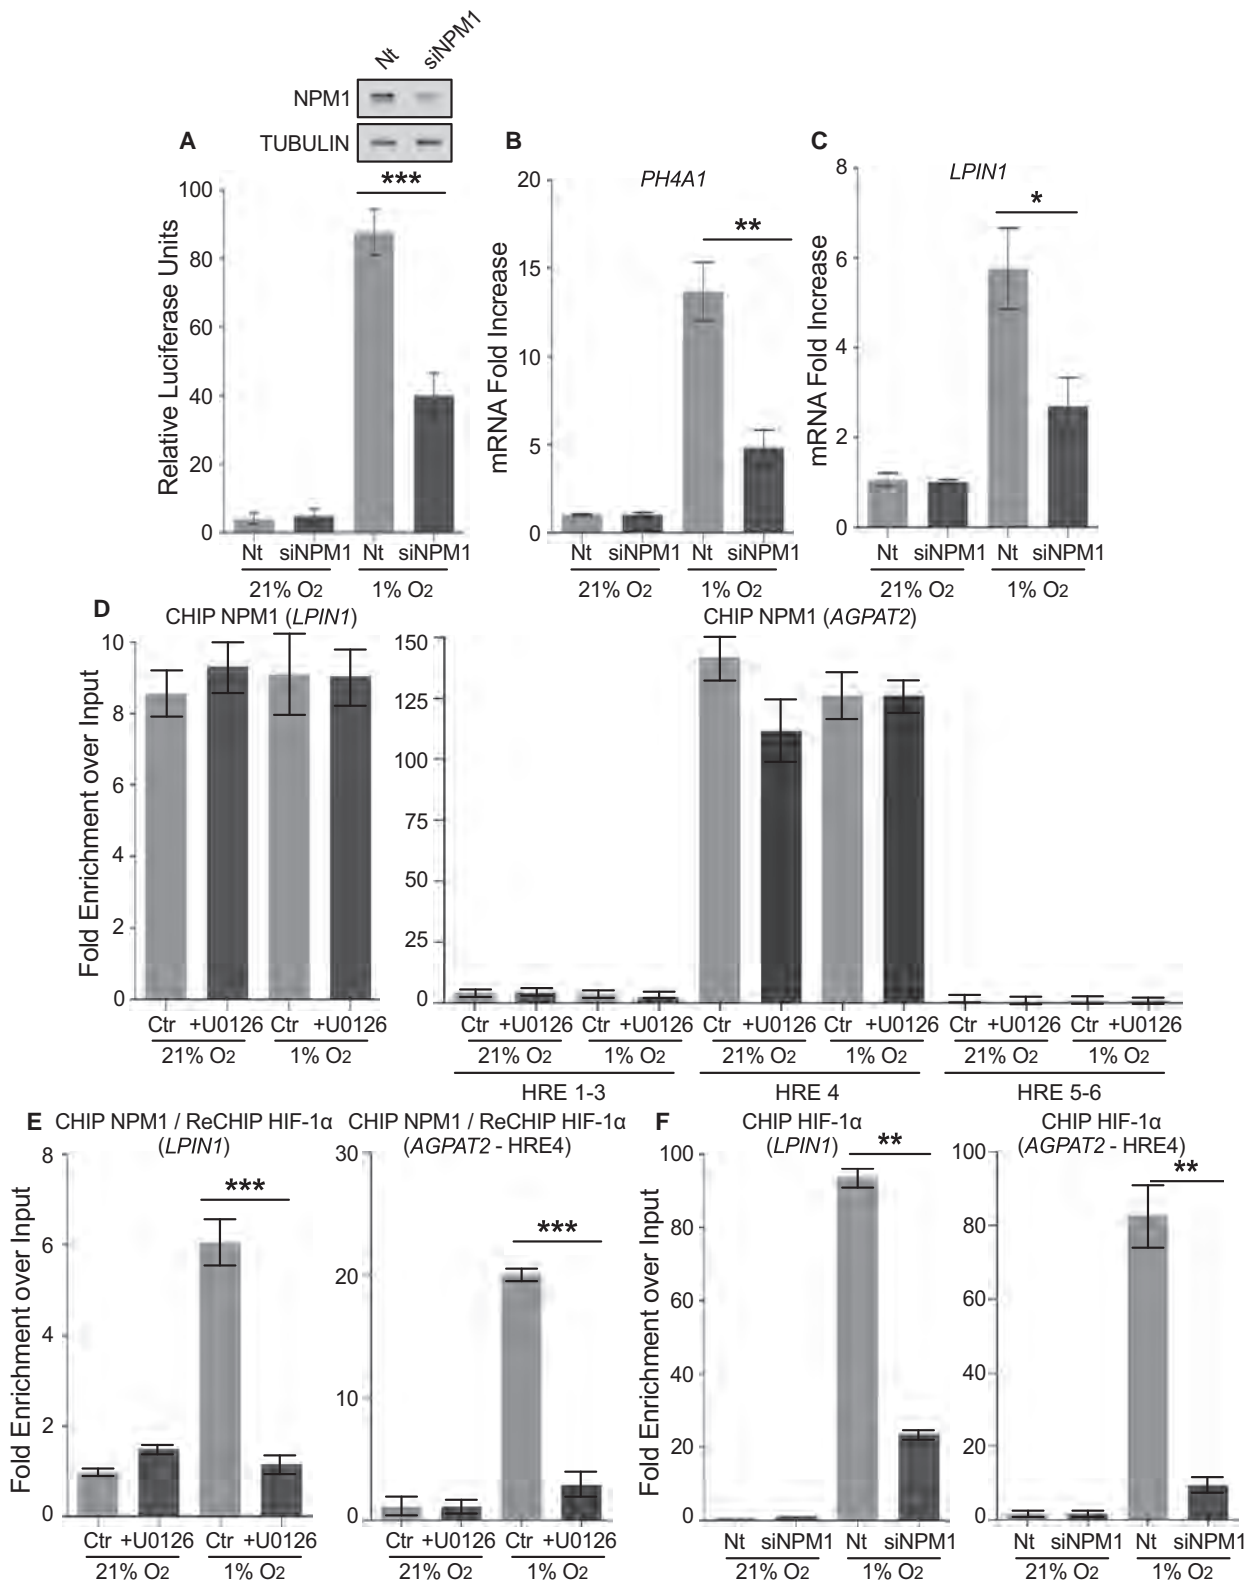 Nt siNPM1
NPM1
TUBULIN
A
***
Relative Luciferase Units
100
80
60
40
20
0
Nt siNPM1 Nt siNPM1
21% O2 1% O2
B
PH4A1
**
mRNA Fold Increase
20
15
10
5
0
Nt siNPM1 Nt siNPM1
21% O2 1% O2
C
LPIN1
*
mRNA Fold Increase
8
6
4
2
0
Nt siNPM1 Nt siNPM1
21% O2 1% O2
D
CHIP NPM1 (LPIN1)
Fold Enrichment over Input
10
8
6
4
2
0
Ctr +U0126 Ctr +U0126
21% O2 1% O2
CHIP NPM1 (AGPAT2)
150
125
100
75
50
25
0
Ctr +U0126 Ctr +U0126 Ctr +U0126 Ctr +U0126 Ctr +U0126 Ctr +U0126
21% O2 1% O2 21% O2 1% O2 21% O2 1% O2
HRE 1-3 HRE 4 HRE 5-6
E
CHIP NPM1 / ReCHIP HIF-1α
(LPIN1)
***
Fold Enrichment over Input
8
6
4
2
0
Ctr +U0126 Ctr +U0126
21% O2 1% O2
CHIP NPM1 / ReCHIP HIF-1α
(AGPAT2 - HRE4)
***
30
20
10
0
Ctr +U0126 Ctr +U0126
21% O2 1% O2
F
CHIP HIF-1α
(LPIN1)
**
Fold Enrichment over Input
100
80
60
40
20
0
Nt siNPM1 Nt siNPM1
21% O2 1% O2
CHIP HIF-1α
(AGPAT2 - HRE4)
**
100
80
60
40
20
0
Nt siNPM1 Nt siNPM1
21% O2 1% O2